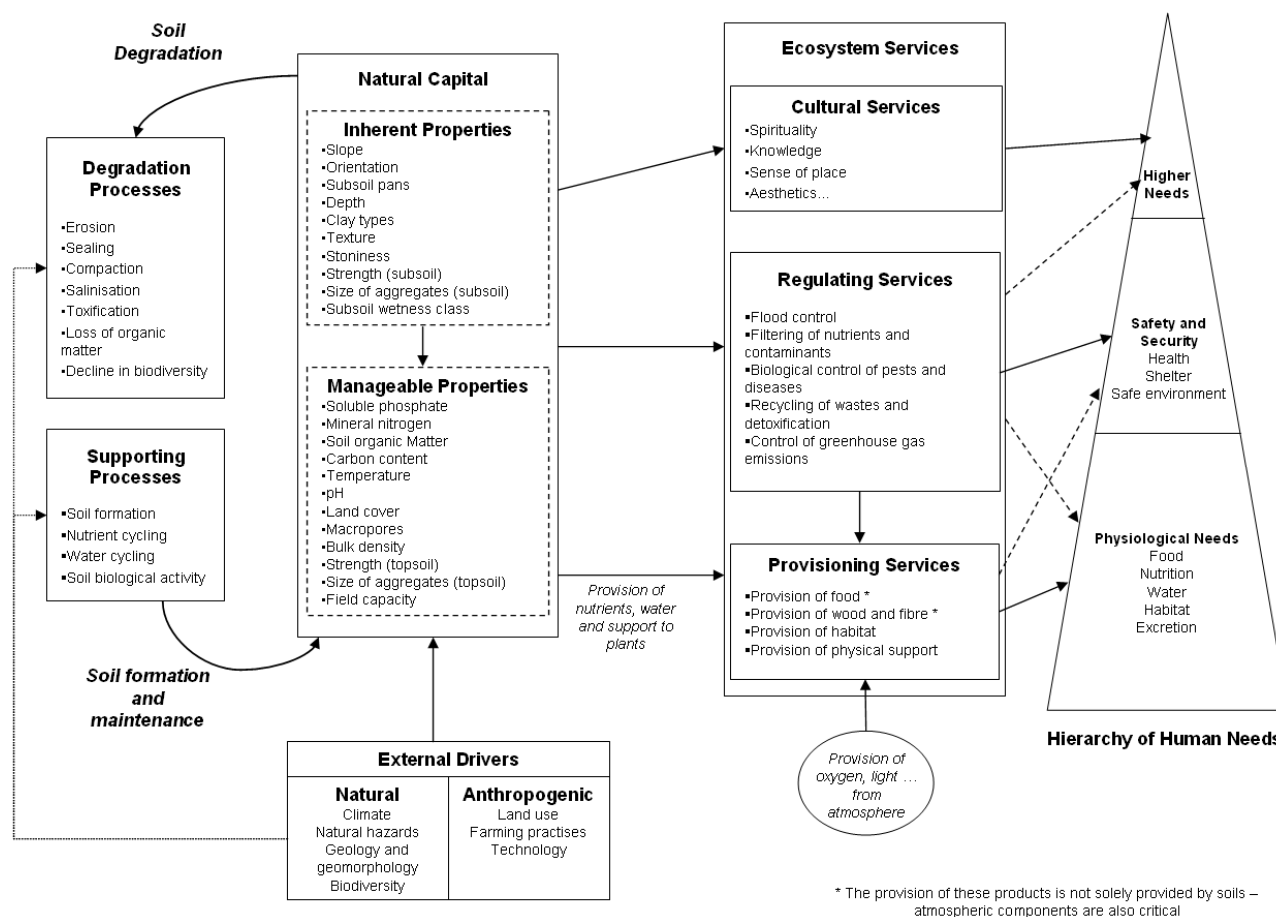 Soil
Degradation
Degradation
Processes
▪Erosion
▪Sealing
▪Compaction
▪Salinisation
▪Toxification
▪Loss of organic
matter
▪Decline in biodiversity
Supporting
Processes
▪Soil formation
▪Nutrient cycling
▪Water cycling
▪Soil biological activity
Soil formation
and
maintenance
Natural Capital
Inherent Properties
▪Slope
▪Orientation
▪Subsoil pans
▪Depth
▪Clay types
▪Texture
▪Stoniness
▪Strength (subsoil)
▪Size of aggregates (subsoil)
▪Subsoil wetness class
Manageable Properties
▪Soluble phosphate
▪Mineral nitrogen
▪Soil organic Matter
▪Carbon content
▪Temperature
▪pH
▪Land cover
▪Macropores
▪Bulk density
▪Strength (topsoil)
▪Size of aggregates (topsoil)
▪Field capacity
External Drivers
Natural
Climate
Natural hazards
Geology and
geomorphology
Biodiversity
Anthropogenic
Land use
Farming practises
Technology
Provision of
nutrients, water
and support to
plants
Ecosystem Services
Cultural Services
▪Spirituality
▪Knowledge
▪Sense of place
▪Aesthetics…
Regulating Services
▪Flood control
▪Filtering of nutrients and
contaminants
▪Biological control of pests and
diseases
▪Recycling of wastes and
detoxification
▪Control of greenhouse gas
emissions
Provisioning Services
▪Provision of food *
▪Provision of wood and fibre *
▪Provision of habitat
▪Provision of physical support
Provision of
oxygen, light …
from
atmosphere
Higher
Needs
Safety and
Security
Health
Shelter
Safe environment
Physiological Needs
Food
Nutrition
Water
Habitat
Excretion
Hierarchy of Human Needs
* The provision of these products is not solely provided by soils –
atmospheric components are also critical